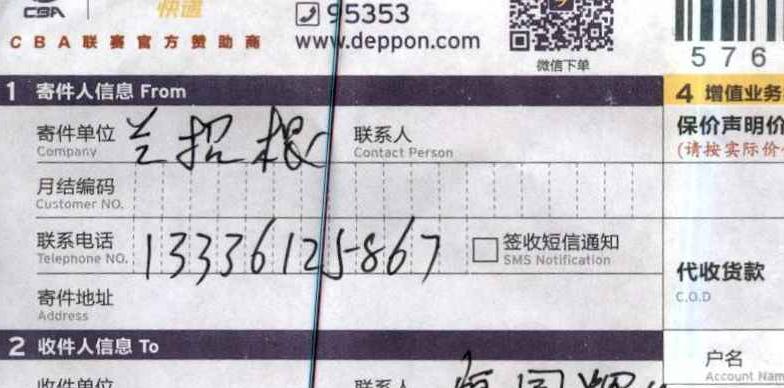 CBA 快递 95353
CBA联赛官方赞助商 www.deppon.com
微信下单
576
1 寄件人信息 From
4 增值业务
寄件单位 兰招根 联系人
Company Contact Person
保价声明价
(请按实际价
月结编码
Customer NO.
联系电话 13336125867 签收短信通知
Telephone NO. SMS Notification
代收货款
C.O.D
寄件地址
Address
2 收件人信息 To
户名
Account Nam
收件单位 联系人